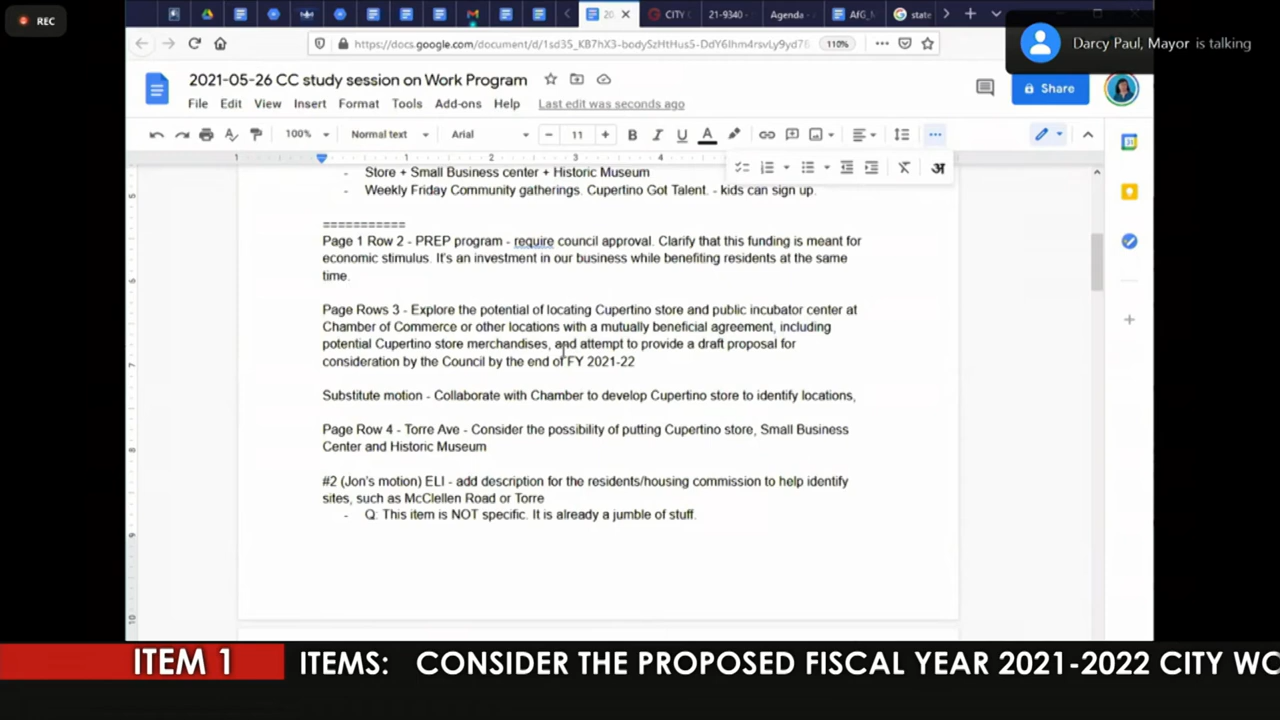 REC
20
CITY C
21-9340-
Agenda -
AfG_M
state
Darcy Paul, Mayor is talking
110%
2021-05-26 CC study session on Work Program
Share
File Edit View Insert Format Tools Add-ons Help Last edit was seconds ago
100% Normal text Arial - 11 + B I U A
1 1 2 3 4
- Store + Small Business center + Historic Museum
- Weekly Friday Community gatherings. Cupertino Got Talent. - kids can sign up.
===========
Page 1 Row 2 - PREP program - require council approval. Clarify that this funding is meant for
economic stimulus. It's an investment in our business while benefiting residents at the same
time.
Page Rows 3 - Explore the potential of locating Cupertino store and public incubator center at
Chamber of Commerce or other locations with a mutually beneficial agreement, including
potential Cupertino store merchandises, and attempt to provide a draft proposal for
consideration by the Council by the end of FY 2021-22
Substitute motion - Collaborate with Chamber to develop Cupertino store to identify locations,
Page Row 4 - Torre Ave - Consider the possibility of putting Cupertino store, Small Business
Center and Historic Museum
#2 (Jon's motion) ELI - add description for the residents/housing commission to help identify
sites, such as McClellen Road or Torre
- Q: This item is NOT specific. It is already a jumble of stuff.
ITEM 1 ITEMS: CONSIDER THE PROPOSED FISCAL YEAR 2021-2022 CITY WO